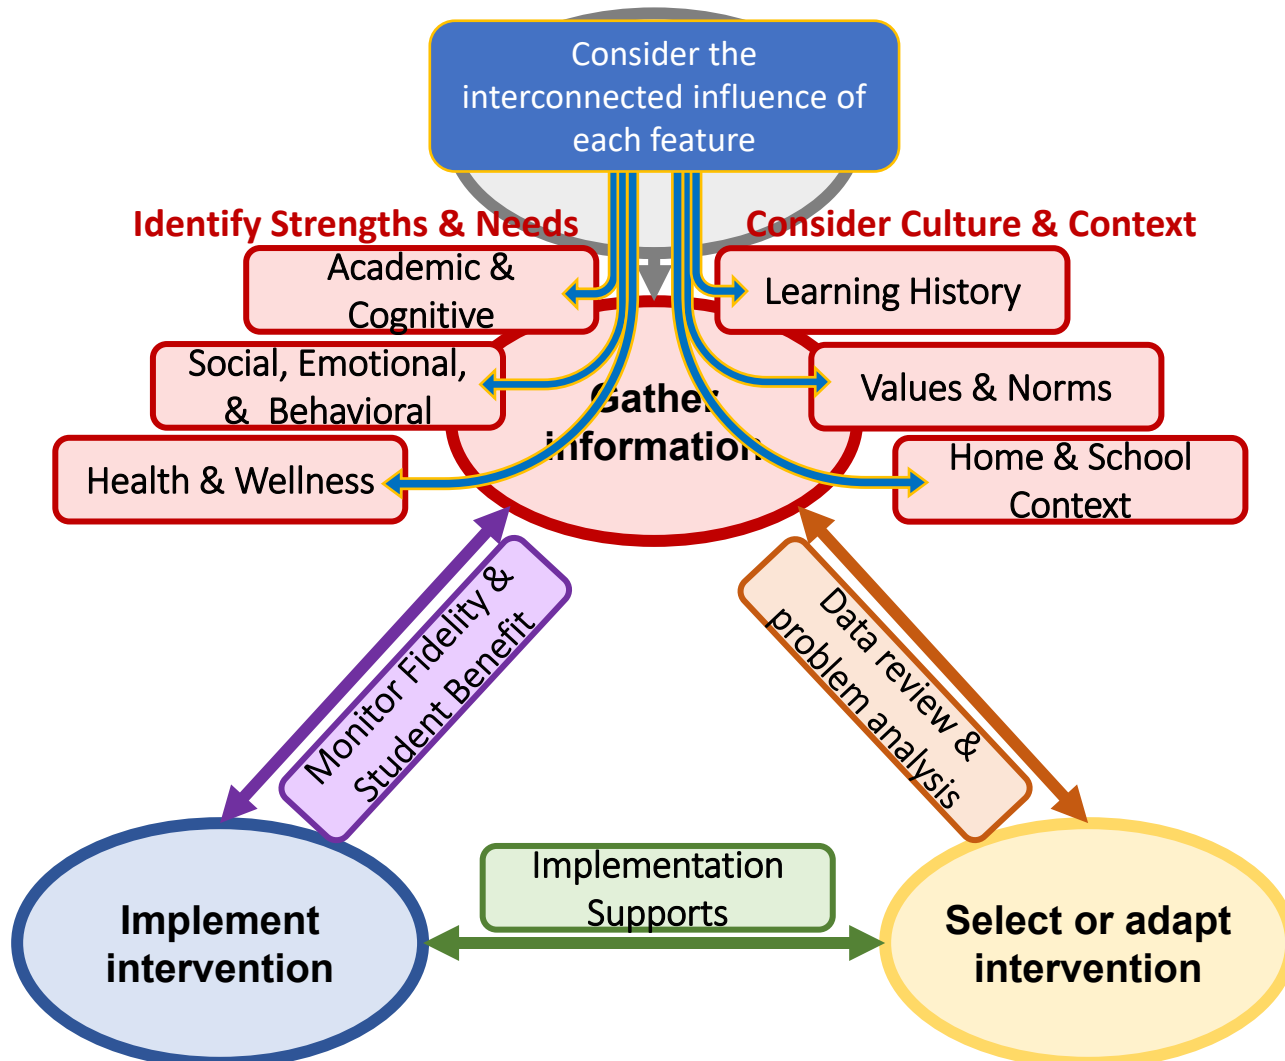 Consider the
interconnected influence of
each feature
Identify Strengths & Needs
Consider Culture & Context
Academic &
Cognitive
Learning History
Social, Emotional,
& Behavioral
Values & Norms
Gather
information
Health & Wellness
Home & School
Context
Monitor Fidelity &
Student Benefit
Data review &
problem analysis
Implementation
Supports
Implement
intervention
Select or adapt
intervention